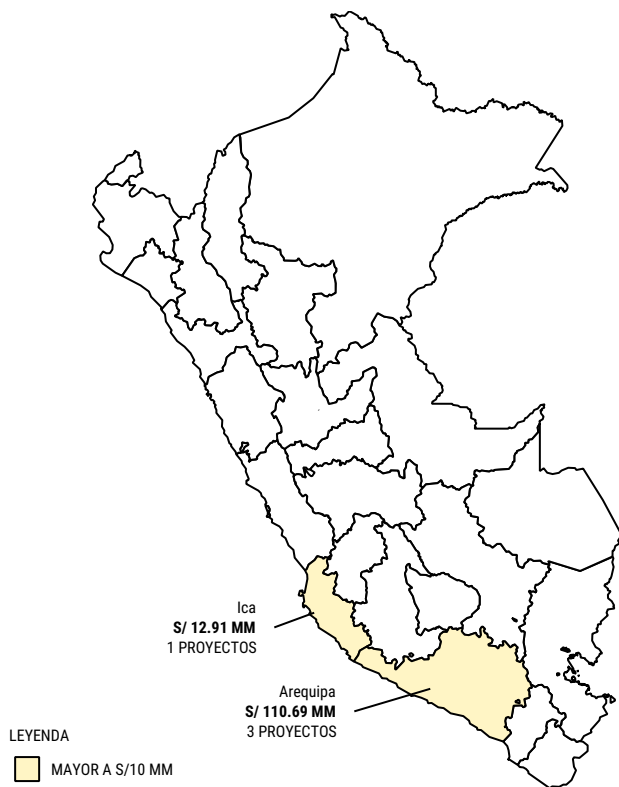 Ica
S/ 12.91 MM
1 PROYECTOS
Arequipa
S/ 110.69 MM
3 PROYECTOS
LEYENDA
MAYOR A S/10 MM